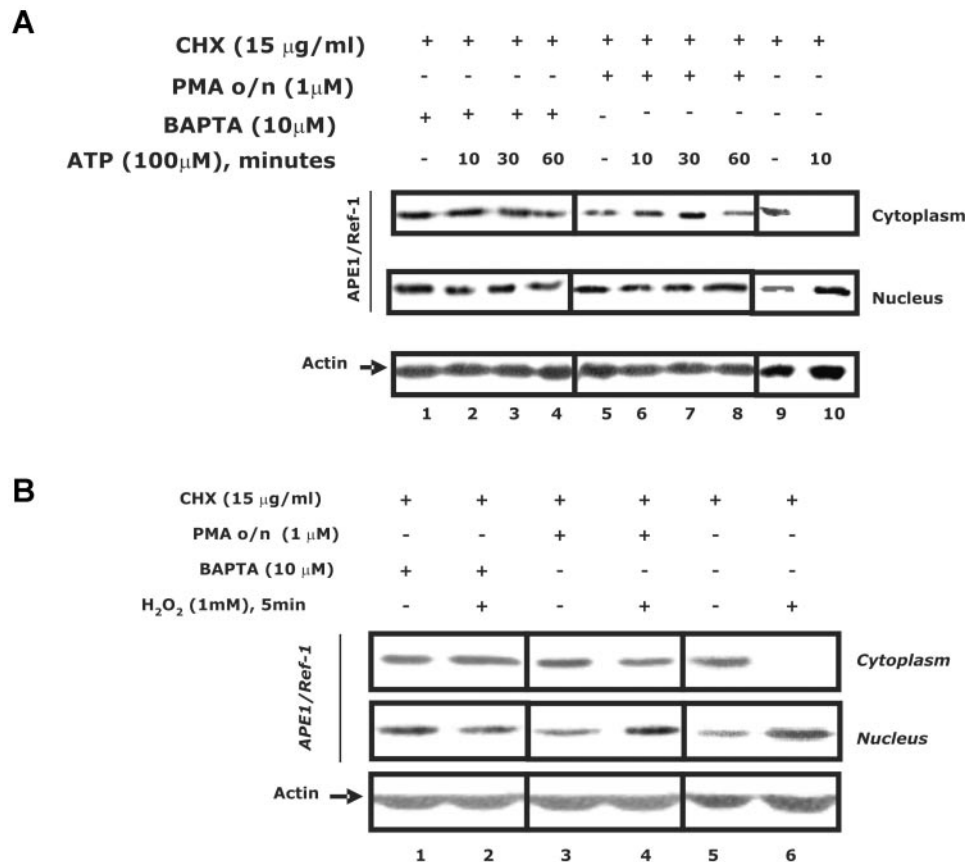 A
CHX (15 μg/ml) + + + + + + + + + +
PMA o/n (1μM) - - - - + + + + - -
BAPTA (10μM) + + + + - - - - - -
ATP (100μM), minutes - 10 30 60 - 10 30 60 - 10
APE1/Ref-1
Cytoplasm
Nucleus
Actin
1 2 3 4 5 6 7 8 9 10
B
CHX (15 μg/ml) + + + + + +
PMA o/n (1 μM) - - + + - -
BAPTA (10 μM) + + - - - -
H₂O₂ (1mM), 5min - + - + - +
APE1/Ref-1
Cytoplasm
Nucleus
Actin
1 2 3 4 5 6